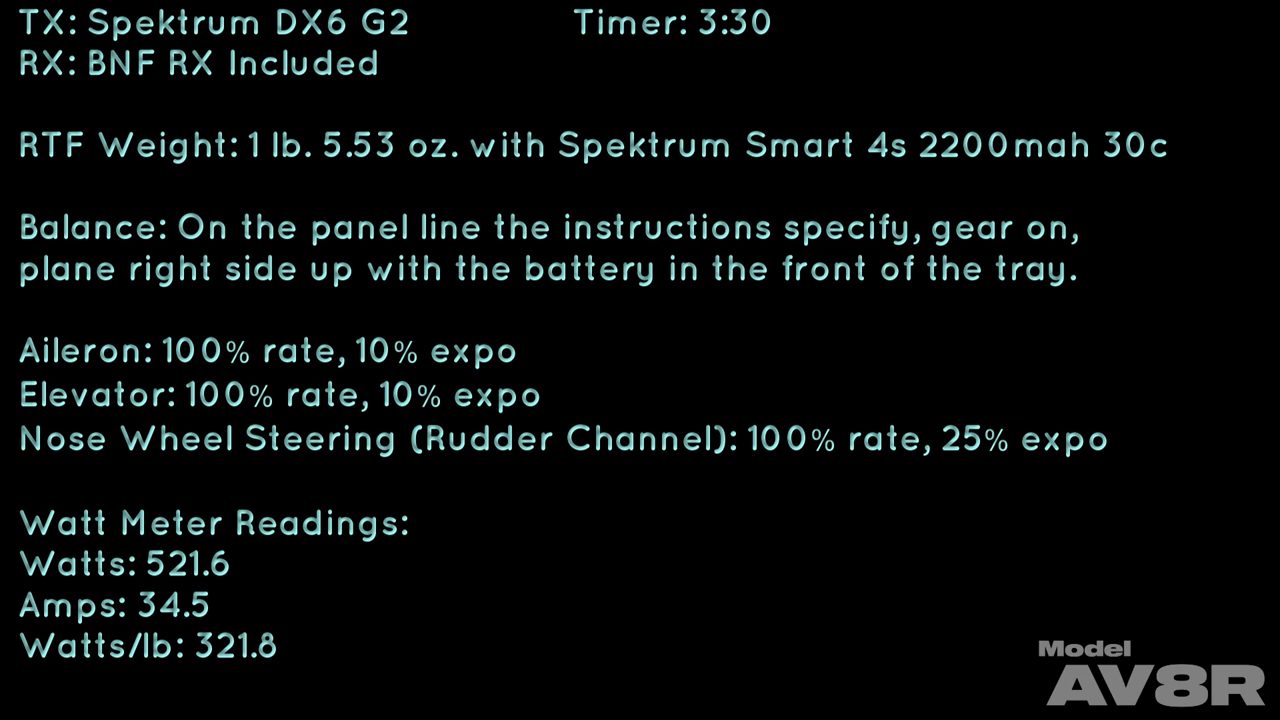 TX: Spektrum DX6 G2 Timer: 3:30
RX: BNF RX Included
RTF Weight: 1 lb. 5.53 oz. with Spektrum Smart 4s 2200mah 30c
Balance: On the panel line the instructions specify, gear on,
plane right side up with the battery in the front of the tray.
Aileron: 100% rate, 10% expo
Elevator: 100% rate, 10% expo
Nose Wheel Steering (Rudder Channel): 100% rate, 25% expo
Watt Meter Readings:
Watts: 521.6
Amps: 34.5
Watts/lb: 321.8
Model
AV8R